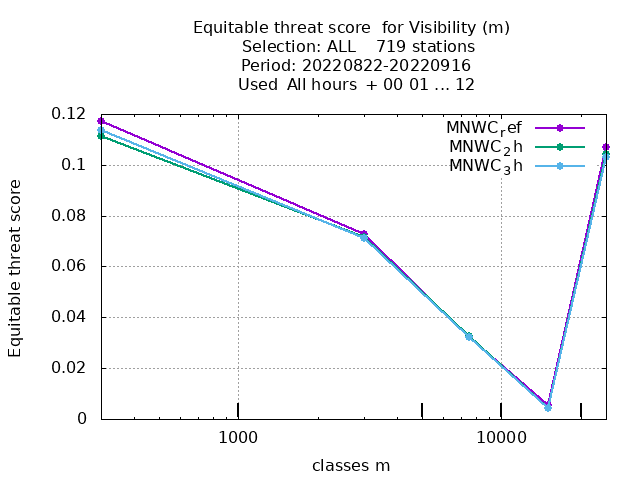 Equitable threat score  for Visibility (m)
Selection: ALL    719 stations
Period: 20220822-20220916
Used  All hours  + 00 01 ... 12
0.12
0.1
0.08
0.06
0.04
0.02
0
Equitable threat score
MNWC_ref
MNWC_2h
MNWC_3h
1000
10000
classes m